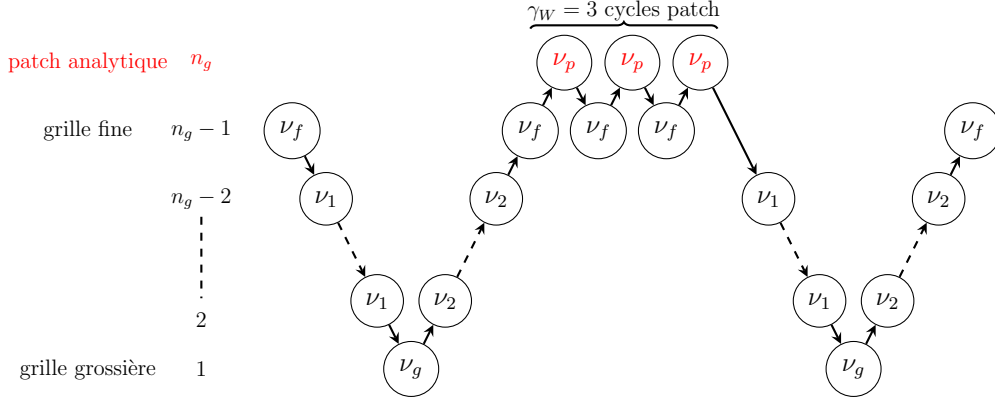 γ_W = 3 cycles patch
patch analytique n_g ν_p ν_p ν_p
grille fine n_g − 1 ν_f ν_f ν_f ν_f ν_f
n_g − 2 ν_1 ν_2 ν_1 ν_2
ν_1 ν_2 ν_1 ν_2
2
grille grossière 1 ν_g ν_g